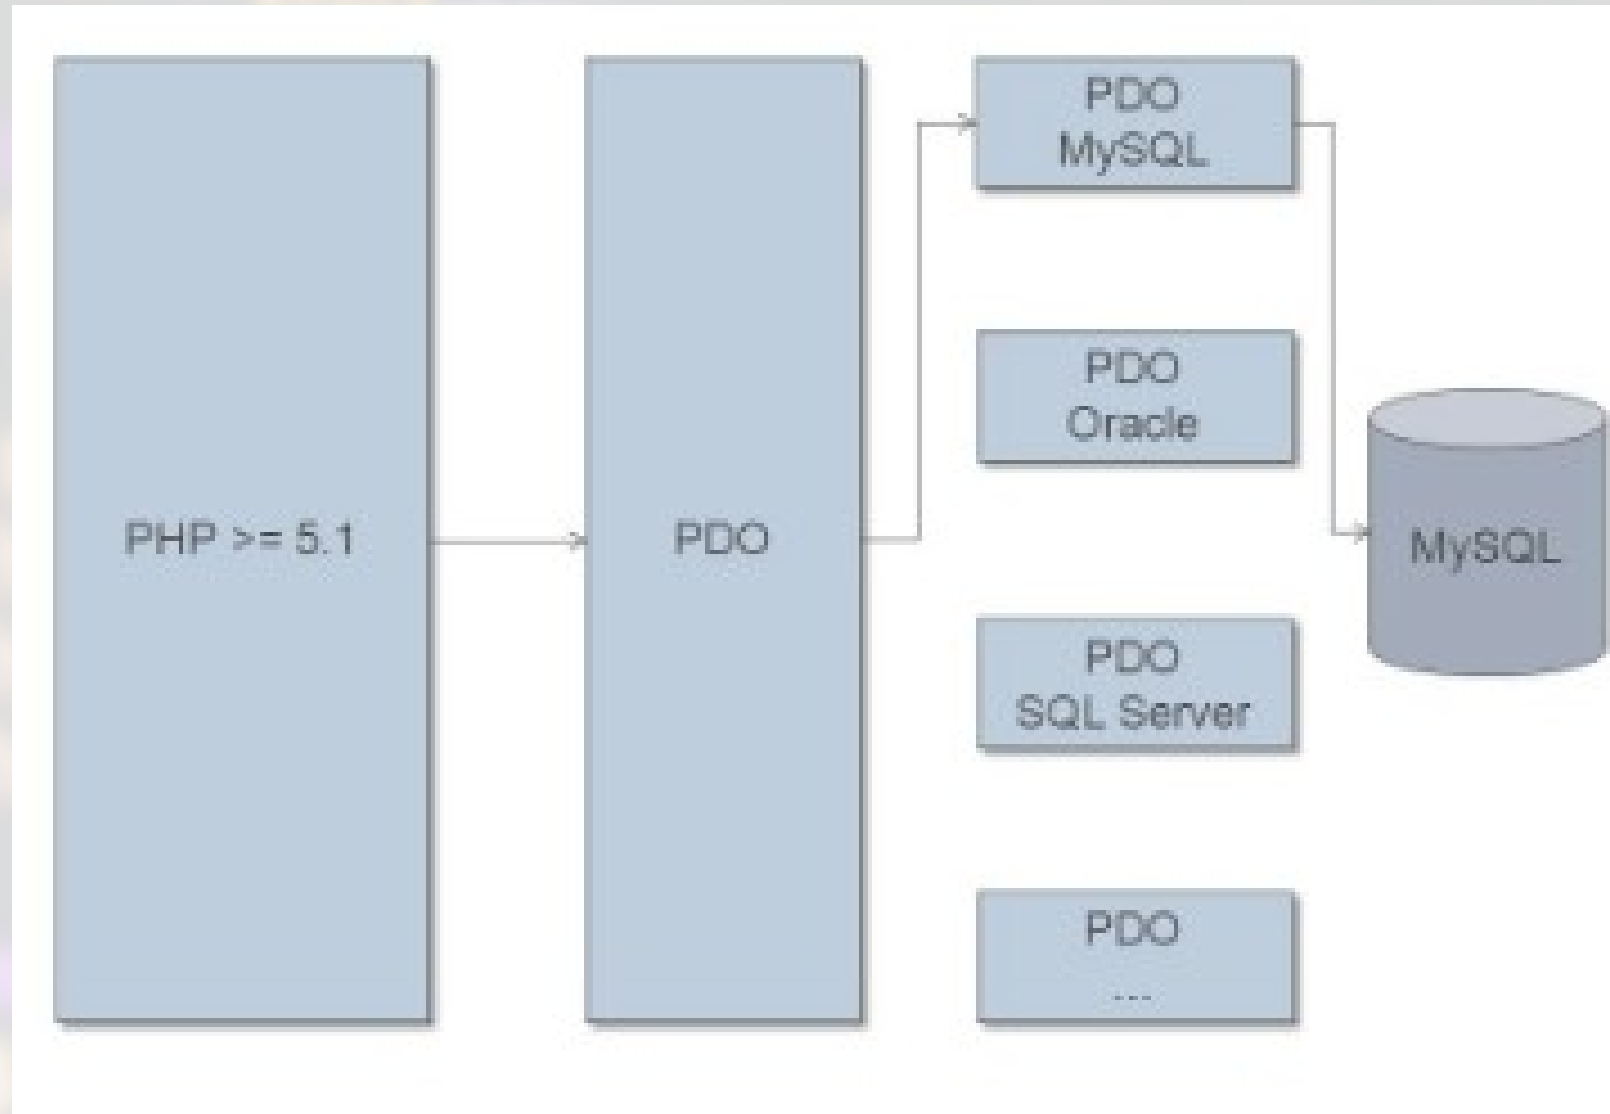 PHP >= 5.1
PDO
PDO
MySQL
PDO
Oracle
PDO
SQL Server
PDO
...
MySQL